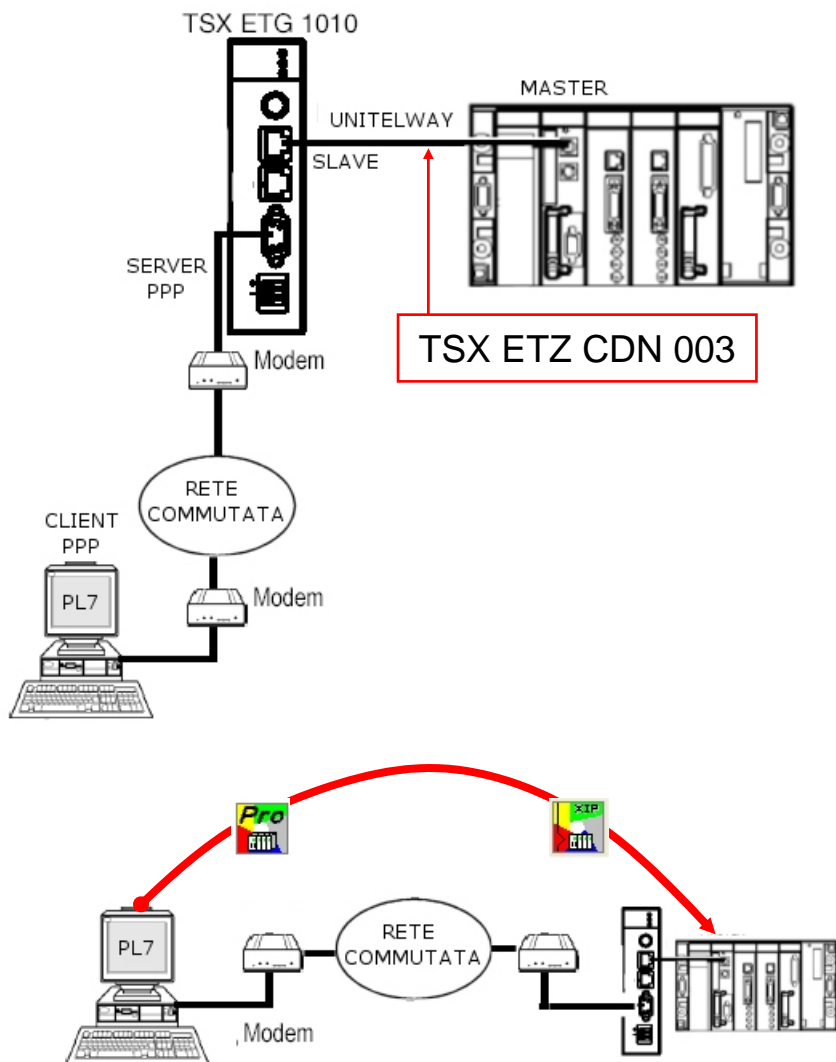 TSX ETG 1010
MASTER
UNITELWAY
SLAVE
SERVER
PPP
TSX ETZ CDN 003
Modem
RETE
COMMUTATA
CLIENT
PPP
Modem
PL7
Pro
XIP
PL7
RETE
COMMUTATA
Modem